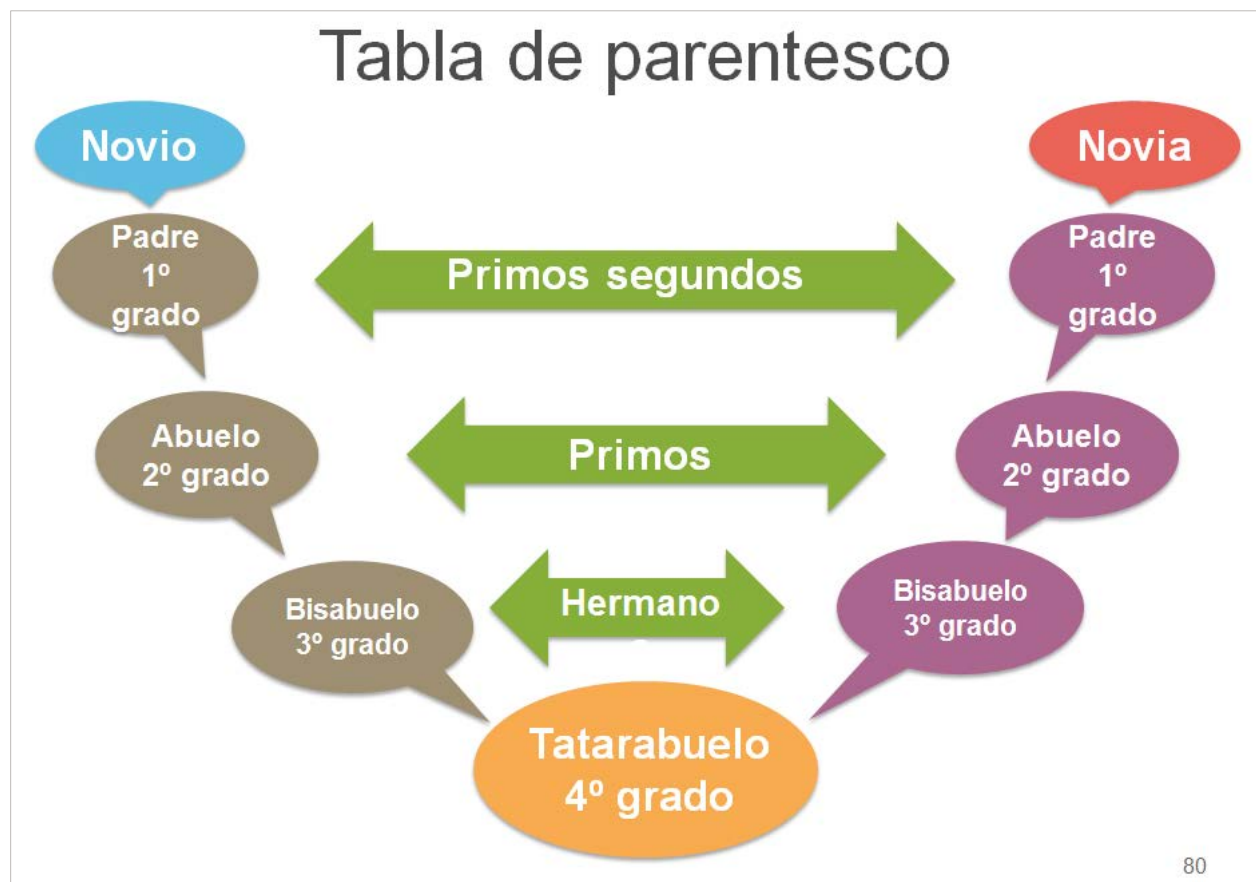 Tabla de parentesco
Novio
Novia
Padre
1º
grado
Primos segundos
Padre
1º
grado
Abuelo
2º grado
Primos
Abuelo
2º grado
Bisabuelo
3º grado
Hermano
Bisabuelo
3º grado
Tatarabuelo
4º grado
80